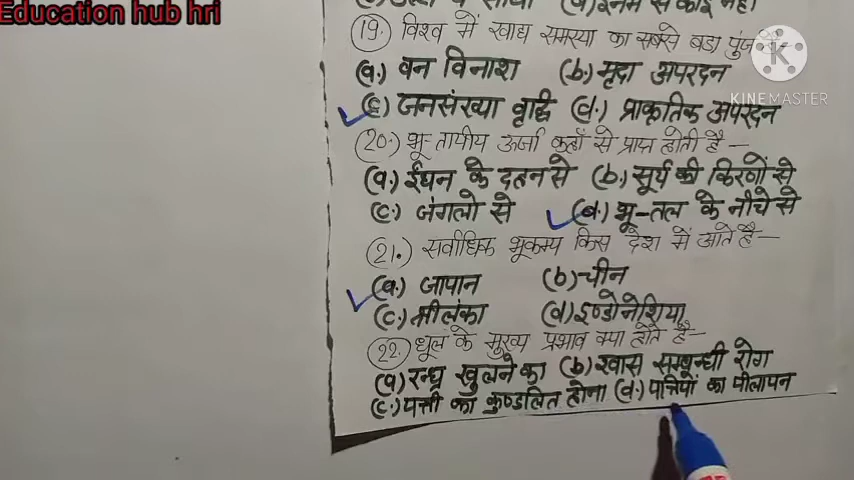 Education hub hri
19. विश्व में खाद्य समस्या का सबसे बडा पुंज
KINEMASTER
(a.) वन विनाश (b.) मृदा अपरदन
(c) जनसंख्या वृद्धि (d.) प्राकृतिक अपरदन
(20.) भू-तापीय ऊर्जा कहाँ से प्राप्त होती है –
(a.) ईंधन के दहन से (b.) सूर्य की किरणों से
(c.) जंगलो से (d.) भू-तल के नीचे से
(21.) सर्वाधिक भूकम्प किस देश में आते है –
(a.) जापान (b) चीन
(c.) श्रीलंका (d) इण्डोनेशिया
22. धूल के मुख्य प्रभाव क्या होते है –
(a) रन्ध्र खुलने का (b) श्वास सम्बन्धी रोग
(c.) पत्ती का कुण्डलित होना (d.) पत्तियों का पीलापन